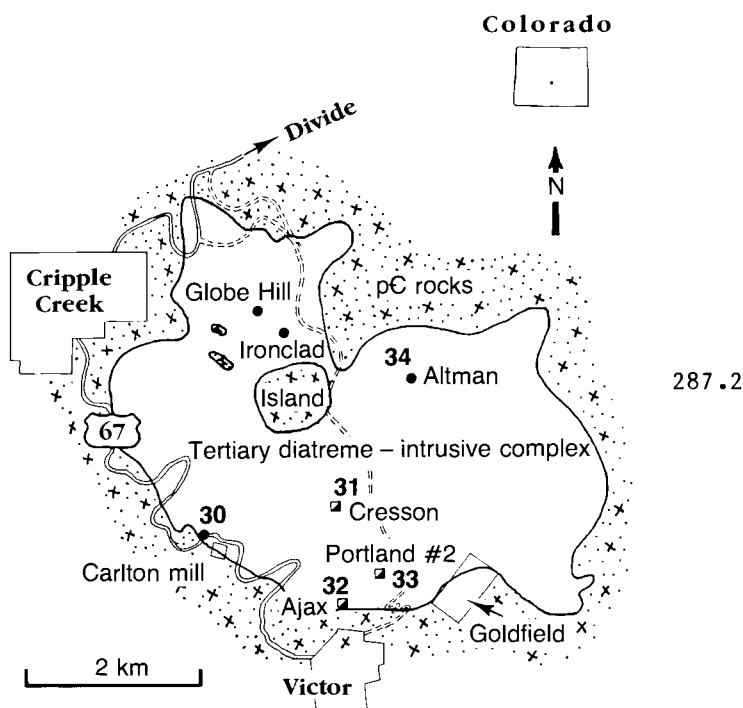 Colorado
Divide
N
Cripple
Creek
Globe Hill
pЄ rocks
Ironclad
34
Altman
287.2
Island
67
Tertiary diatreme – intrusive complex
31
Cresson
30
Portland #2
Carlton mill
32
33
Ajax
Goldfield
2 km
Victor